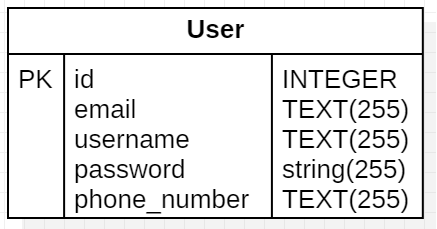 User
PK id INTEGER
email TEXT(255)
username TEXT(255)
password string(255)
phone_number TEXT(255)